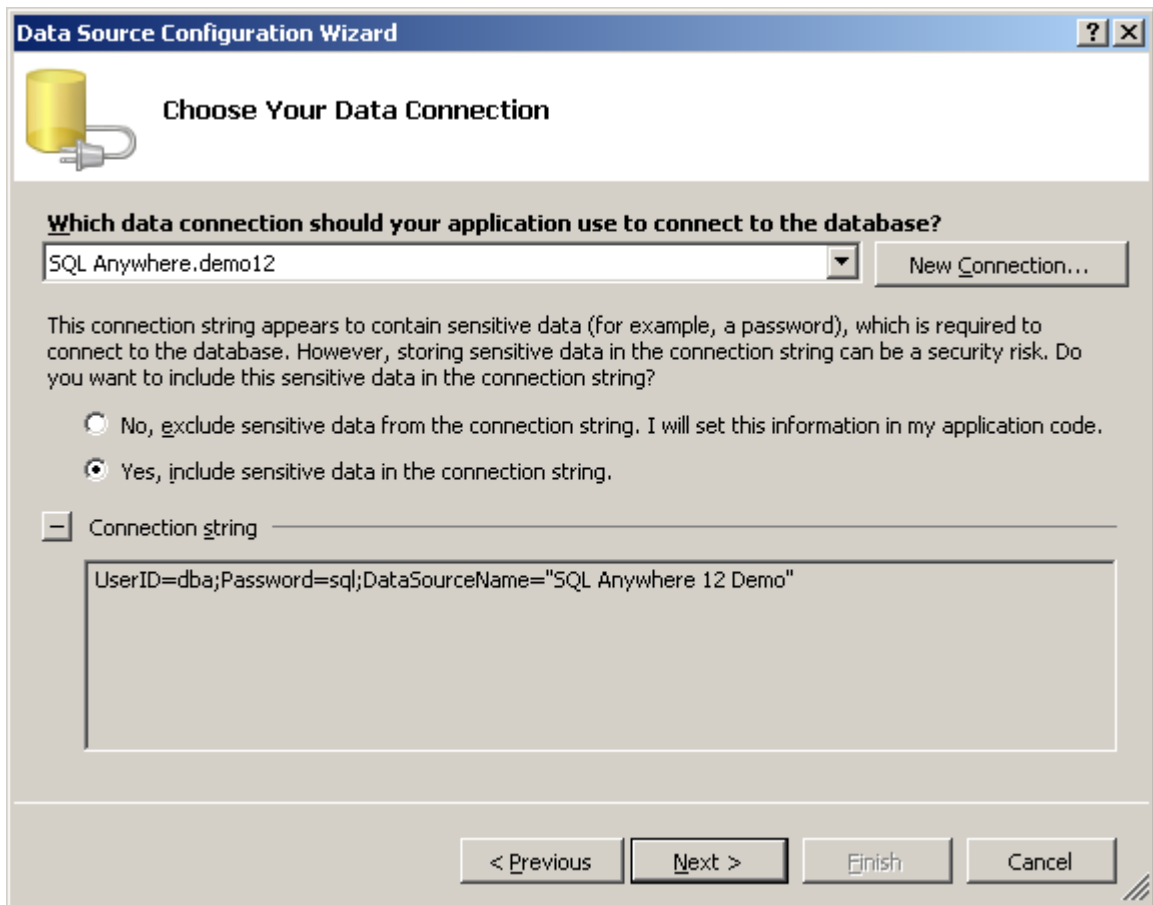 Data Source Configuration Wizard
Choose Your Data Connection
Which data connection should your application use to connect to the database?
SQL Anywhere.demo12
New Connection...
This connection string appears to contain sensitive data (for example, a password), which is required to
connect to the database. However, storing sensitive data in the connection string can be a security risk. Do
you want to include this sensitive data in the connection string?
No, exclude sensitive data from the connection string. I will set this information in my application code.
Yes, include sensitive data in the connection string.
Connection string
UserID=dba;Password=sql;DataSourceName="SQL Anywhere 12 Demo"
< Previous
Next >
Finish
Cancel